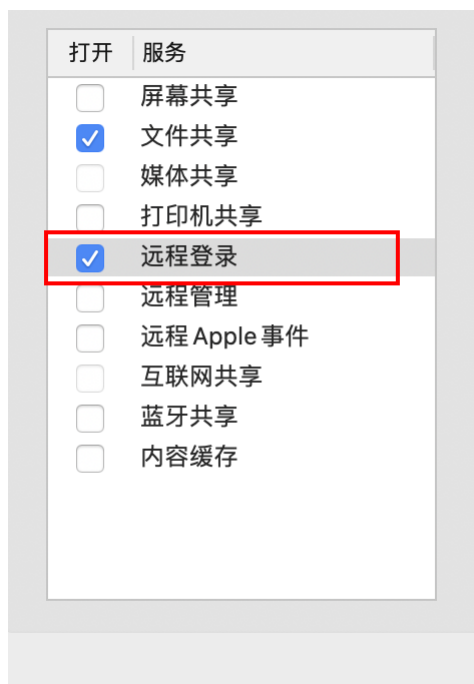 打开 服务
屏幕共享
文件共享
媒体共享
打印机共享
远程登录
远程管理
远程 Apple 事件
互联网共享
蓝牙共享
内容缓存